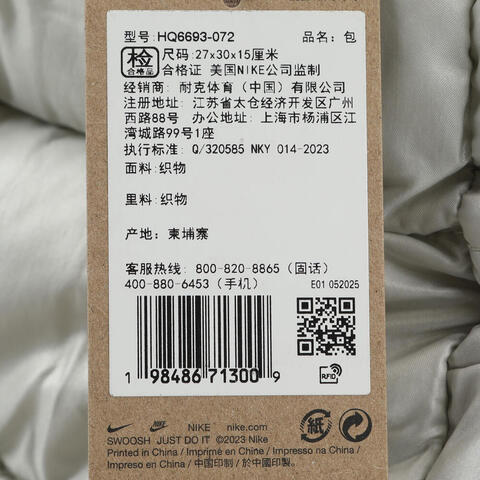 型号: HQ6693-072 品名: 包
检 合格品 尺码: 27x30x15厘米
合格证 美国NIKE公司监制
经销商: 耐克体育（中国）有限公司
注册地址: 江苏省太仓经济开发区广州
西路88号 办公地址: 上海市杨浦区江
湾城路99号1座
执行标准: Q/320585 NKY 014-2023
面料: 织物
里料: 织物
产地: 柬埔寨
客服热线: 800-820-8865（固话）
400-880-6453（手机） E01 052025
1 98486 71300 9
RFID
NIKE NIKE nike.com 紙
SWOOSH JUST DO IT ©2023 Nike
Printed in China / Imprimé en Chine / Impresso na China /
Impreso en China / 中国印制 / 於中國印製。